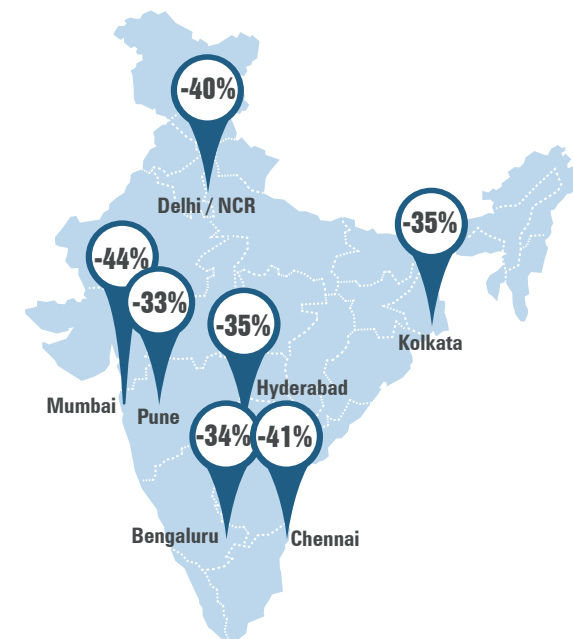 -40%
Delhi / NCR
-35%
Kolkata
-44%
Mumbai
-33%
Pune
-35%
Hyderabad
-34%
Bengaluru
-41%
Chennai